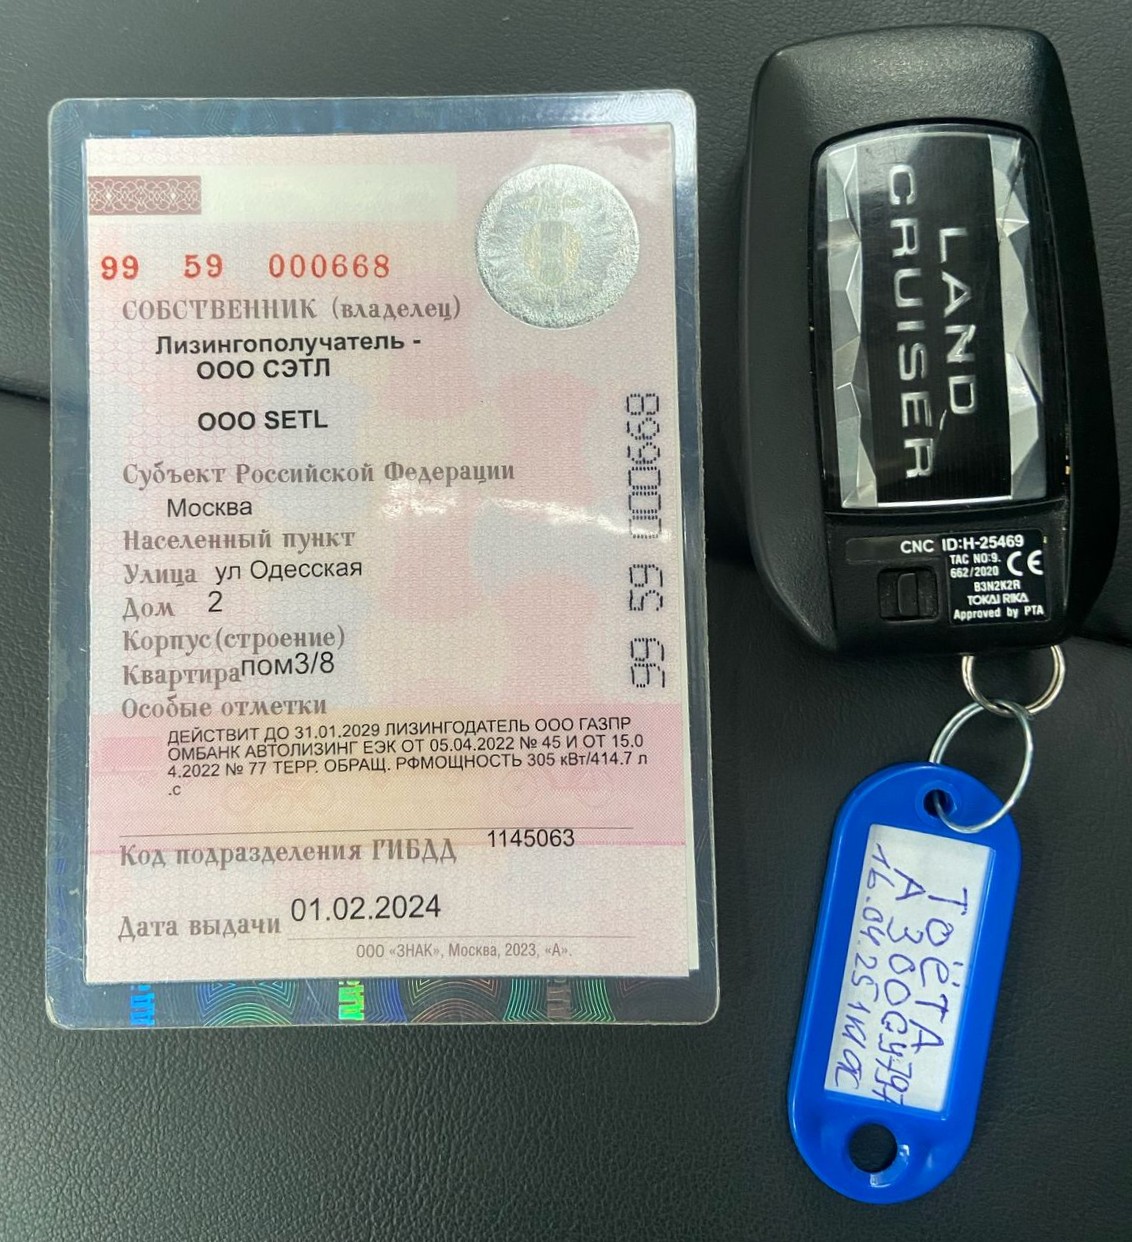 99 59 000668
СОБСТВЕННИК (владелец)
Лизингополучатель -
ООО СЭТЛ
ООО SETL
Субъект Российской Федерации
Москва
Населенный пункт
Улица ул Одесская
Дом 2
Корпус (строение)
Квартира пом3/8
Особые отметки
ДЕЙСТВИТ ДО 31.01.2029 ЛИЗИНГОДАТЕЛЬ ООО ГАЗПР
ОМБАНК АВТОЛИЗИНГ ЕЭК ОТ 05.04.2022 № 45 И ОТ 15.0
4.2022 № 77 ТЕРР. ОБРАЩ. РФМОЩНОСТЬ 305 кВт/414.7 л
.с
Код подразделения ГИБДД 1145063
Дата выдачи 01.02.2024
ООО «ЗНАК», Москва, 2023, «А».
99 59 000668
LAND
CRUISER
CNC ID:H-25469
TAC NO:9.
662/2020
CE
B3N2K2R
TOKAI RIKA
Approved by PTA
Тоёта
А 300
16.04.25